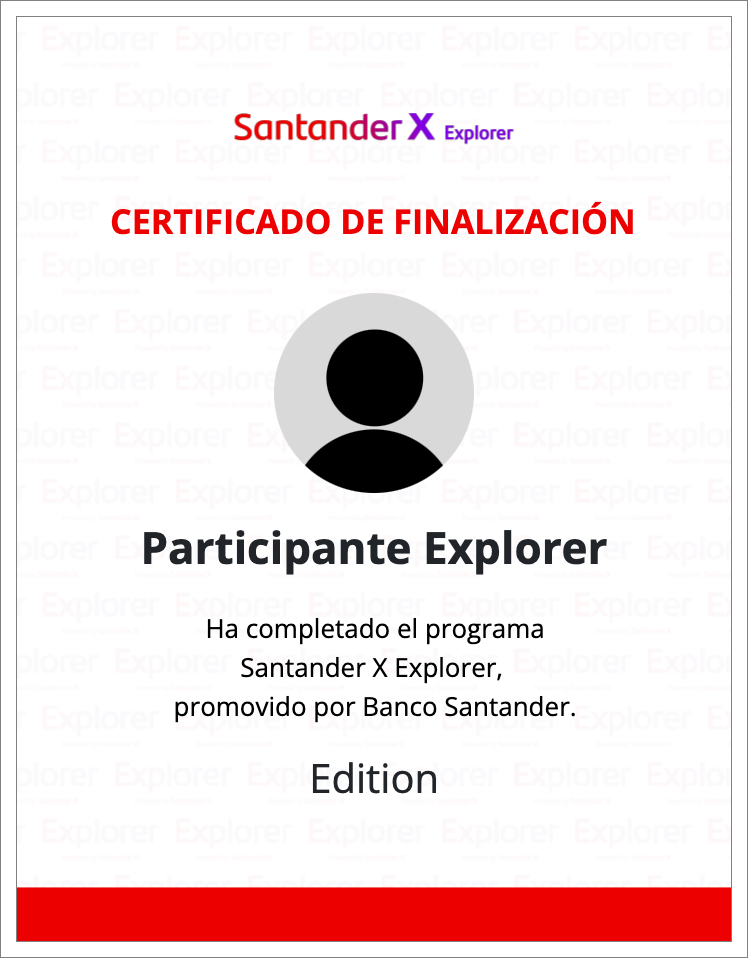 Santander X Explorer
CERTIFICADO DE FINALIZACIÓN
Participante Explorer
Ha completado el programa
Santander X Explorer,
promovido por Banco Santander.
Edition